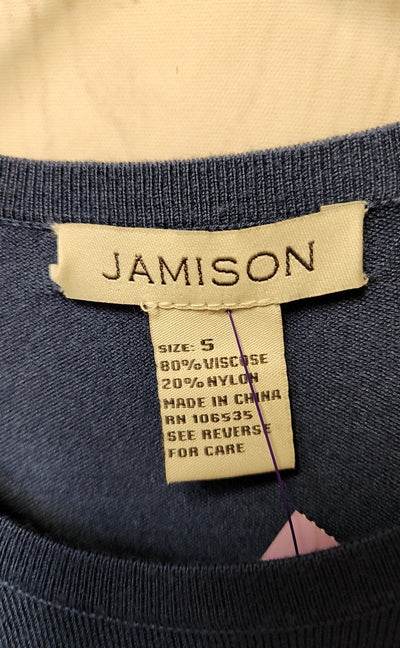 JAMISON
SIZE: S
80% VISCOSE
20% NYLON
MADE IN CHINA
RN 106535
SEE REVERSE
FOR CARE